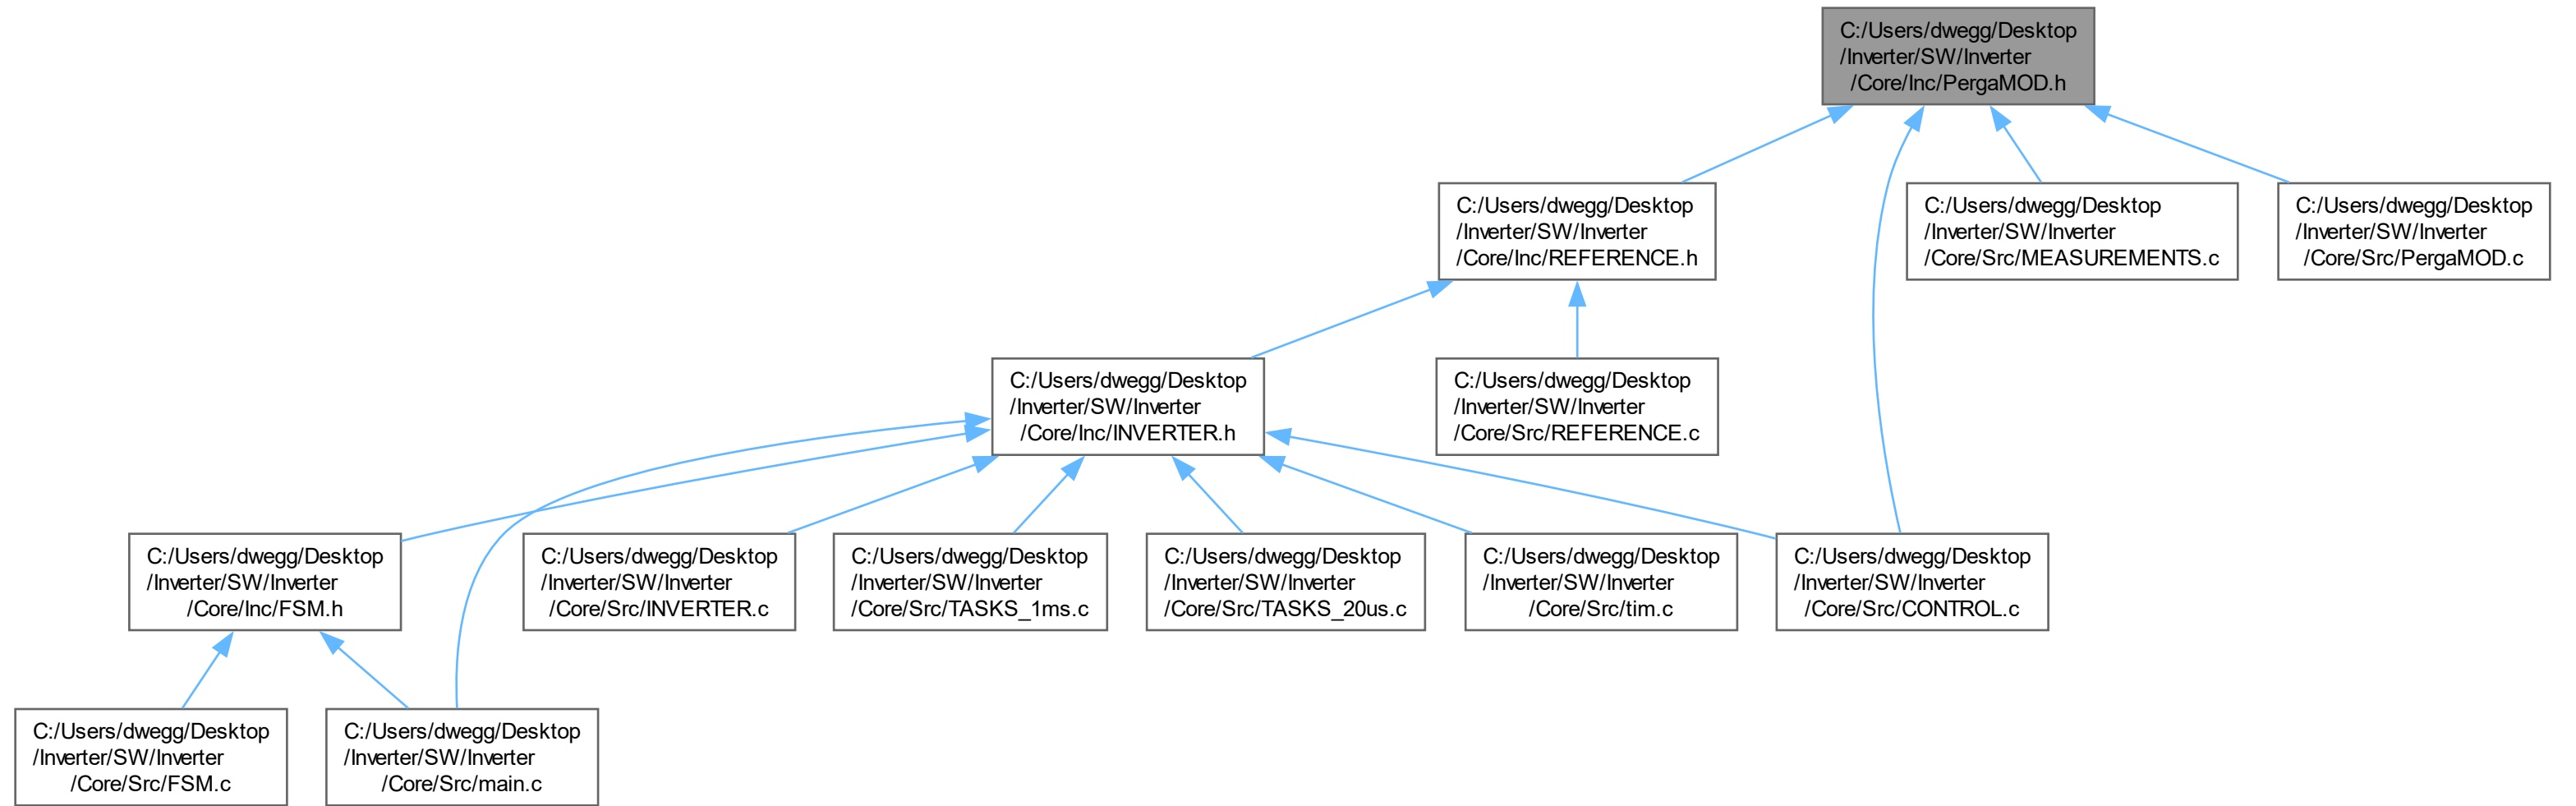 C:/Users/dwegg/Desktop
/Inverter/SW/Inverter
/Core/Inc/PergaMOD.h
C:/Users/dwegg/Desktop
/Inverter/SW/Inverter
/Core/Inc/REFERENCE.h
C:/Users/dwegg/Desktop
/Inverter/SW/Inverter
/Core/Src/MEASUREMENTS.c
C:/Users/dwegg/Desktop
/Inverter/SW/Inverter
/Core/Src/PergaMOD.c
C:/Users/dwegg/Desktop
/Inverter/SW/Inverter
/Core/Inc/INVERTER.h
C:/Users/dwegg/Desktop
/Inverter/SW/Inverter
/Core/Src/REFERENCE.c
C:/Users/dwegg/Desktop
/Inverter/SW/Inverter
/Core/Inc/FSM.h
C:/Users/dwegg/Desktop
/Inverter/SW/Inverter
/Core/Src/INVERTER.c
C:/Users/dwegg/Desktop
/Inverter/SW/Inverter
/Core/Src/TASKS_1ms.c
C:/Users/dwegg/Desktop
/Inverter/SW/Inverter
/Core/Src/TASKS_20us.c
C:/Users/dwegg/Desktop
/Inverter/SW/Inverter
/Core/Src/tim.c
C:/Users/dwegg/Desktop
/Inverter/SW/Inverter
/Core/Src/CONTROL.c
C:/Users/dwegg/Desktop
/Inverter/SW/Inverter
/Core/Src/FSM.c
C:/Users/dwegg/Desktop
/Inverter/SW/Inverter
/Core/Src/main.c